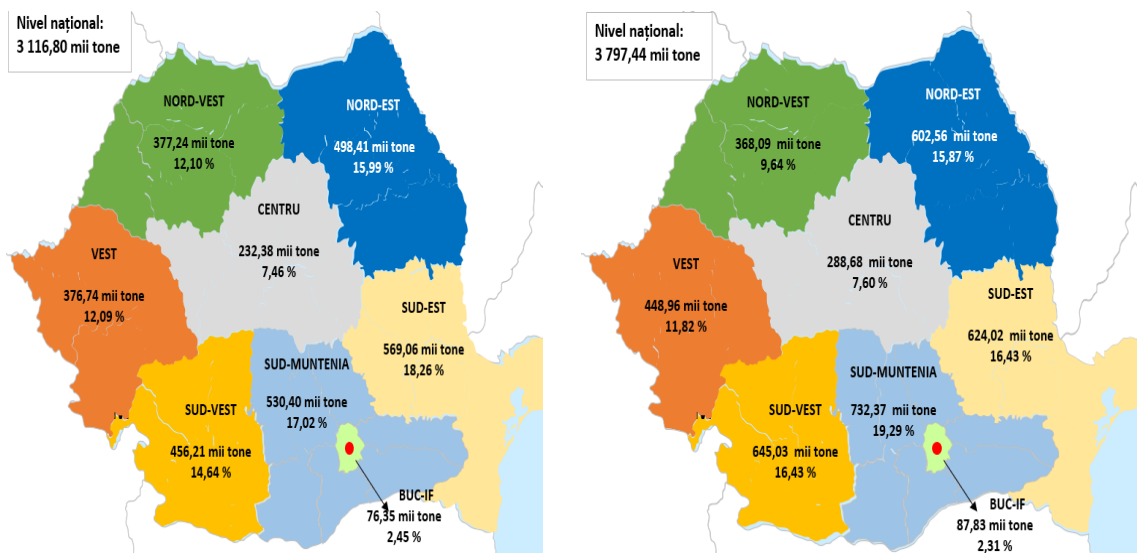 Nivel național:
3 116,80 mii tone
NORD-VEST
377,24 mii tone
12,10 %
NORD-EST
498,41 mii tone
15,99 %
CENTRU
232,38 mii tone
7,46 %
VEST
376,74 mii tone
12,09 %
SUD-EST
569,06 mii tone
18,26 %
SUD-MUNTENIA
530,40 mii tone
17,02 %
SUD-VEST
456,21 mii tone
14,64 %
BUC-IF
76,35 mii tone
2,45 %
Nivel național:
3 797,44 mii tone
NORD-VEST
368,09 mii tone
9,64 %
NORD-EST
602,56 mii tone
15,87 %
CENTRU
288,68 mii tone
7,60 %
VEST
448,96 mii tone
11,82 %
SUD-EST
624,02 mii tone
16,43 %
SUD-MUNTENIA
732,37 mii tone
19,29 %
SUD-VEST
645,03 mii tone
16,43 %
BUC-IF
87,83 mii tone
2,31 %